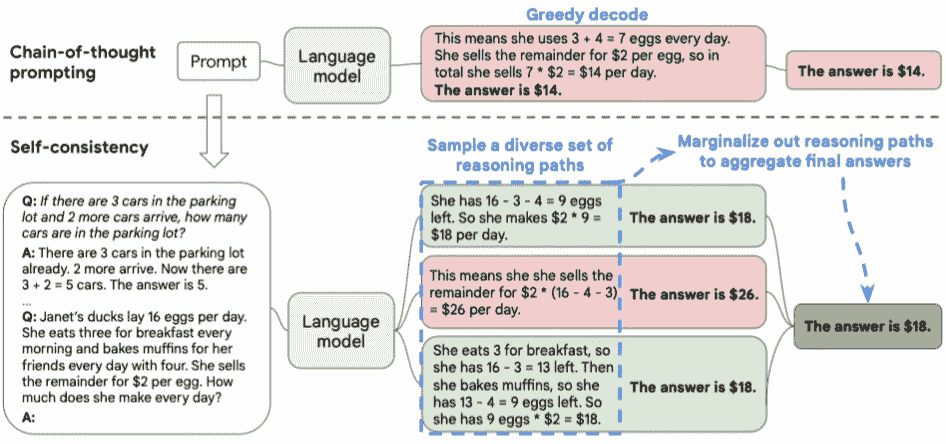 Greedy decode
Chain-of-thought
prompting
Prompt
Language
model
This means she uses 3 + 4 = 7 eggs every day.
She sells the remainder for $2 per egg, so in
total she sells 7 * $2 = $14 per day.
The answer is $14.
The answer is $14.
Self-consistency
Sample a diverse set of
reasoning paths
Marginalize out reasoning paths
to aggregate final answers
Q: If there are 3 cars in the parking
lot and 2 more cars arrive, how many
cars are in the parking lot?
A: There are 3 cars in the parking lot
already. 2 more arrive. Now there are
3 + 2 = 5 cars. The answer is 5.
...
Q: Janet's ducks lay 16 eggs per day.
She eats three for breakfast every
morning and bakes muffins for her
friends every day with four. She sells
the remainder for $2 per egg. How
much does she make every day?
A:
Language
model
She has 16 - 3 - 4 = 9 eggs
left. So she makes $2 * 9 =
$18 per day.
The answer is $18.
This means she she sells the
remainder for $2 * (16 - 4 - 3)
= $26 per day.
The answer is $26.
She eats 3 for breakfast, so
she has 16 - 3 = 13 left. Then
she bakes muffins, so she
has 13 - 4 = 9 eggs left. So
she has 9 eggs * $2 = $18.
The answer is $18.
The answer is $18.